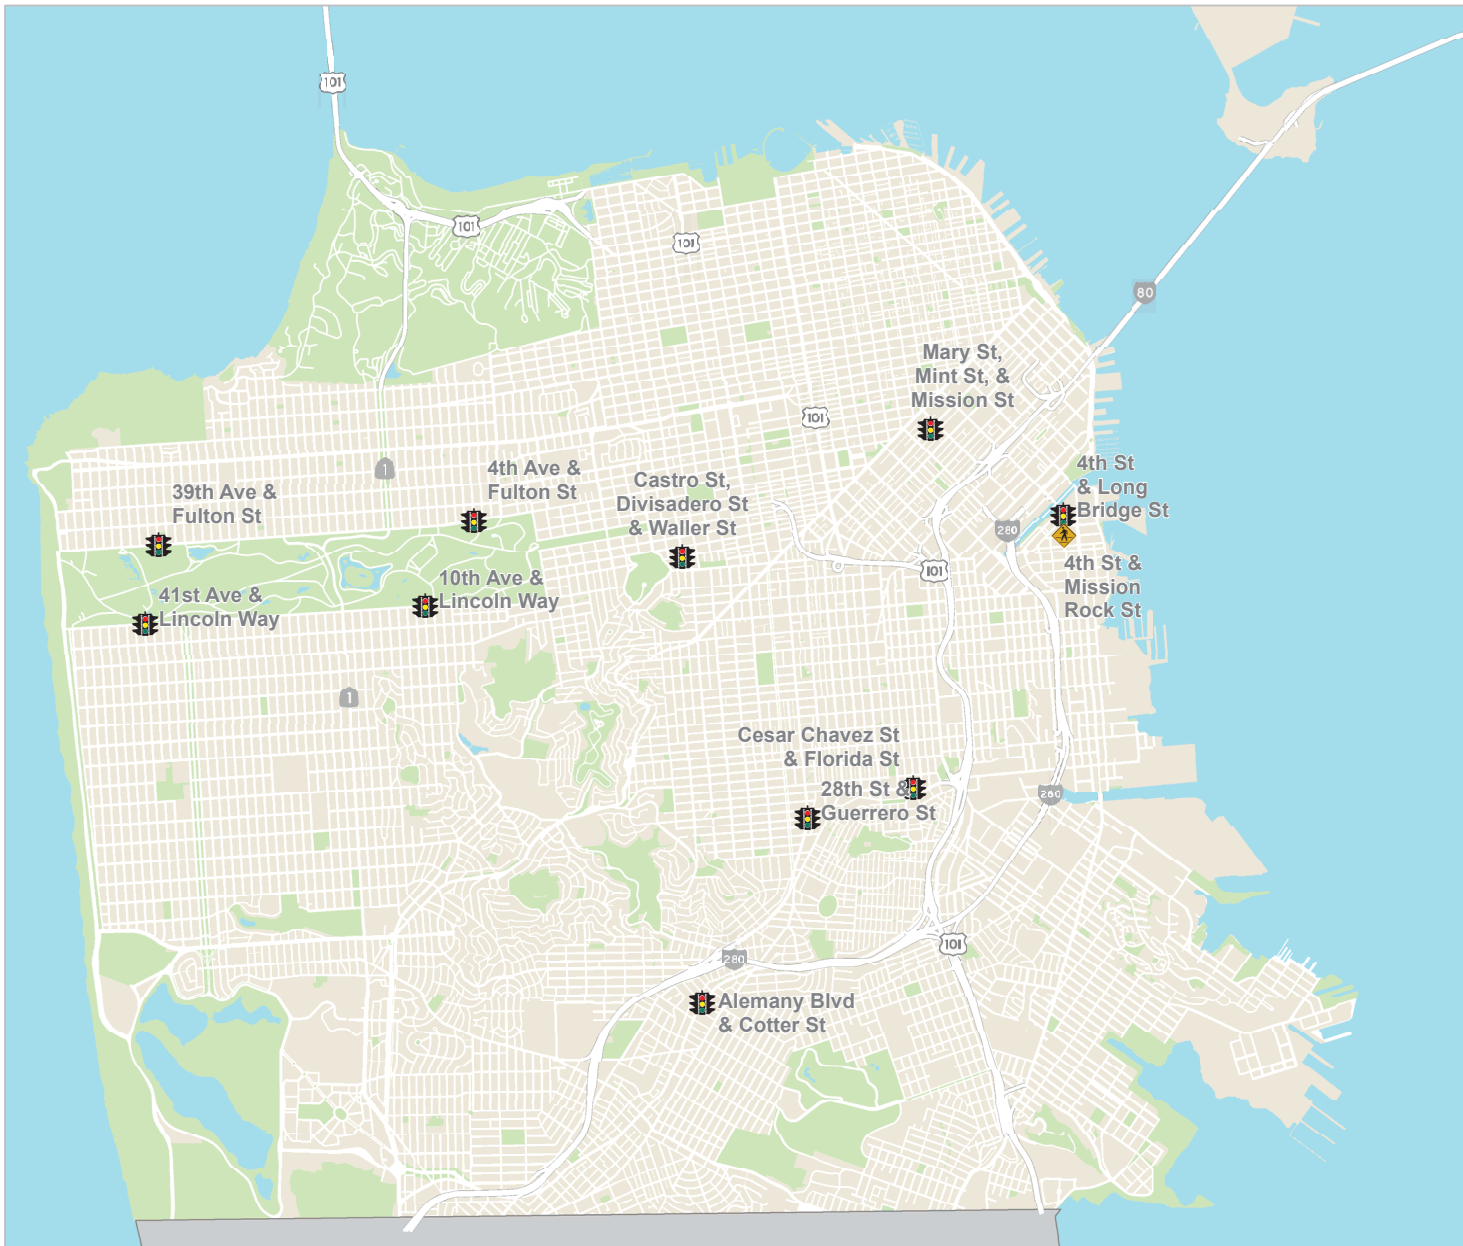 101
101
101
80
Mary St,
Mint St, &
Mission St
101
1
4th Ave &
Fulton St
Castro St,
Divisadero St
& Waller St
4th St
& Long
Bridge St
39th Ave &
Fulton St
280
101
4th St &
Mission
Rock St
10th Ave &
Lincoln Way
41st Ave &
Lincoln Way
1
Cesar Chavez St
& Florida St
28th St &
Guerrero St
280
101
280
Alemany Blvd
& Cotter St